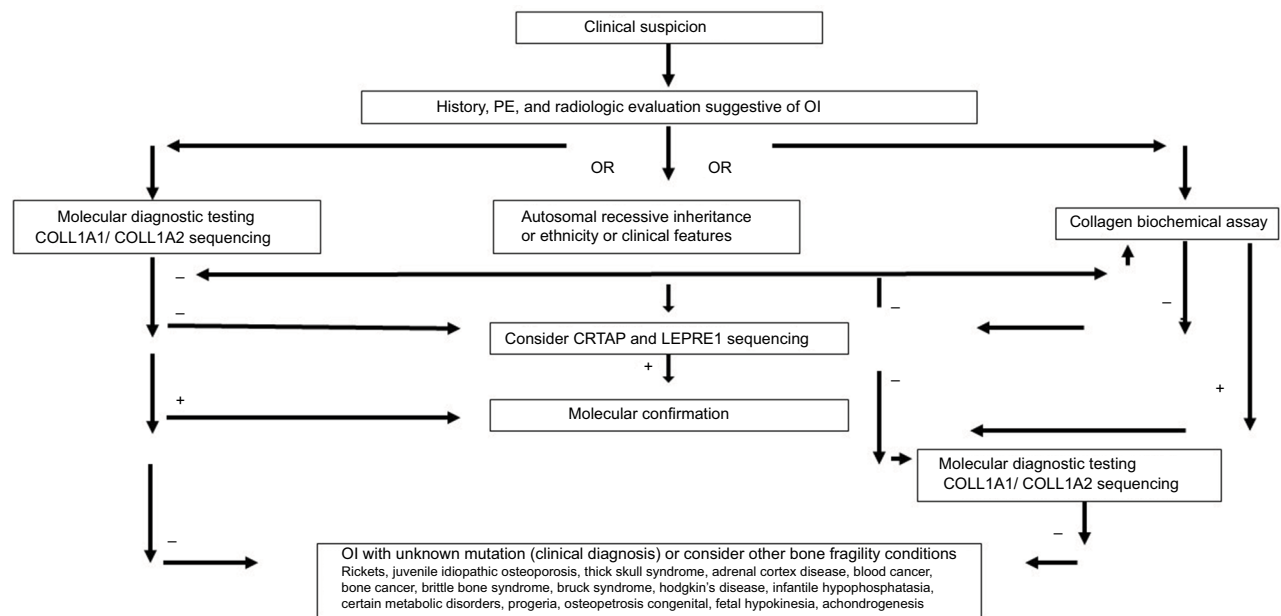 Clinical suspicion
History, PE, and radiologic evaluation suggestive of OI
OR
OR
Molecular diagnostic testing
COLL1A1/ COLL1A2 sequencing
Autosomal recessive inheritance
or ethnicity or clinical features
Collagen biochemical assay
–
–
–
–
Consider CRTAP and LEPRE1 sequencing
+
–
+
+
Molecular confirmation
Molecular diagnostic testing
COLL1A1/ COLL1A2 sequencing
–
–
OI with unknown mutation (clinical diagnosis) or consider other bone fragility conditions
Rickets, juvenile idiopathic osteoporosis, thick skull syndrome, adrenal cortex disease, blood cancer,
bone cancer, brittle bone syndrome, bruck syndrome, hodgkin's disease, infantile hypophosphatasia,
certain metabolic disorders, progeria, osteopetrosis congenital, fetal hypokinesia, achondrogenesis